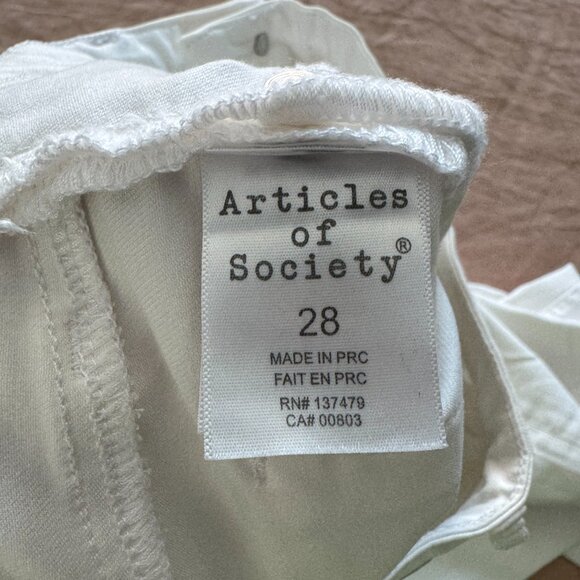 Articles
of
Society®
28
MADE IN PRC
FAIT EN PRC
RN# 137479
CA# 00803